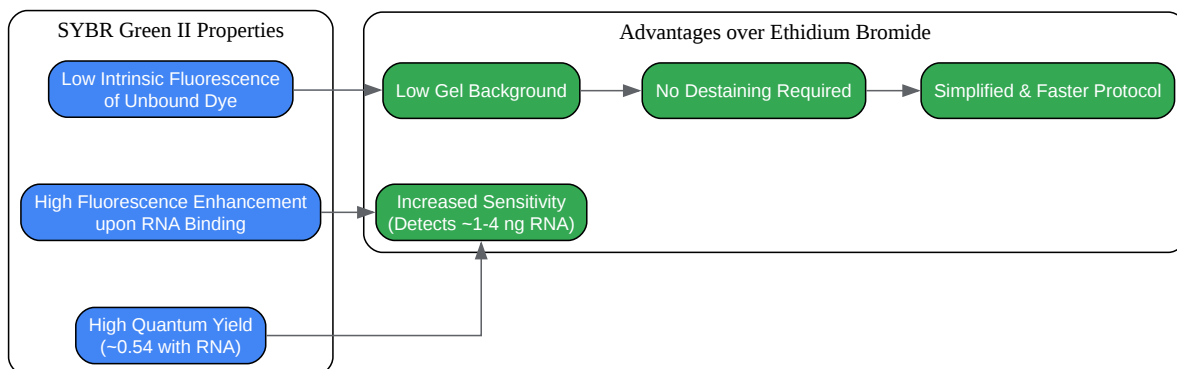 SYBR Green II Properties
Low Intrinsic Fluorescence
of Unbound Dye
High Fluorescence Enhancement
upon RNA Binding
High Quantum Yield
(~0.54 with RNA)
Advantages over Ethidium Bromide
Low Gel Background
No Destaining Required
Simplified & Faster Protocol
Increased Sensitivity
(Detects ~1-4 ng RNA)